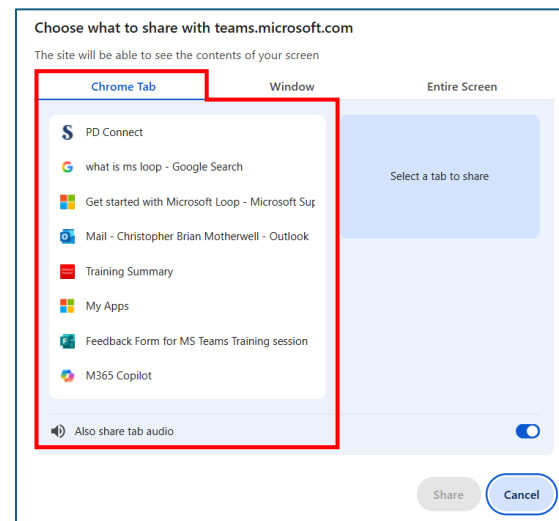 Choose what to share with teams.microsoft.com
The site will be able to see the contents of your screen
Chrome Tab Window Entire Screen
PD Connect
what is ms loop - Google Search
Get started with Microsoft Loop - Microsoft Sup
Mail - Christopher Brian Motherwell - Outlook
Training Summary
My Apps
Feedback Form for MS Teams Training session
M365 Copilot
Select a tab to share
Also share tab audio
Share Cancel